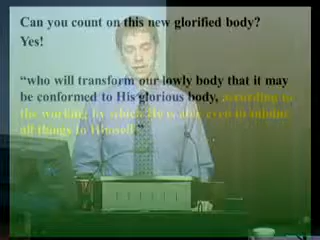 Can you count on this new glorified body?
Yes!
“who will transform our lowly body that it may
be conformed to His glorious body, according to
the working by which He is able even to subdue
all things to Himself.”